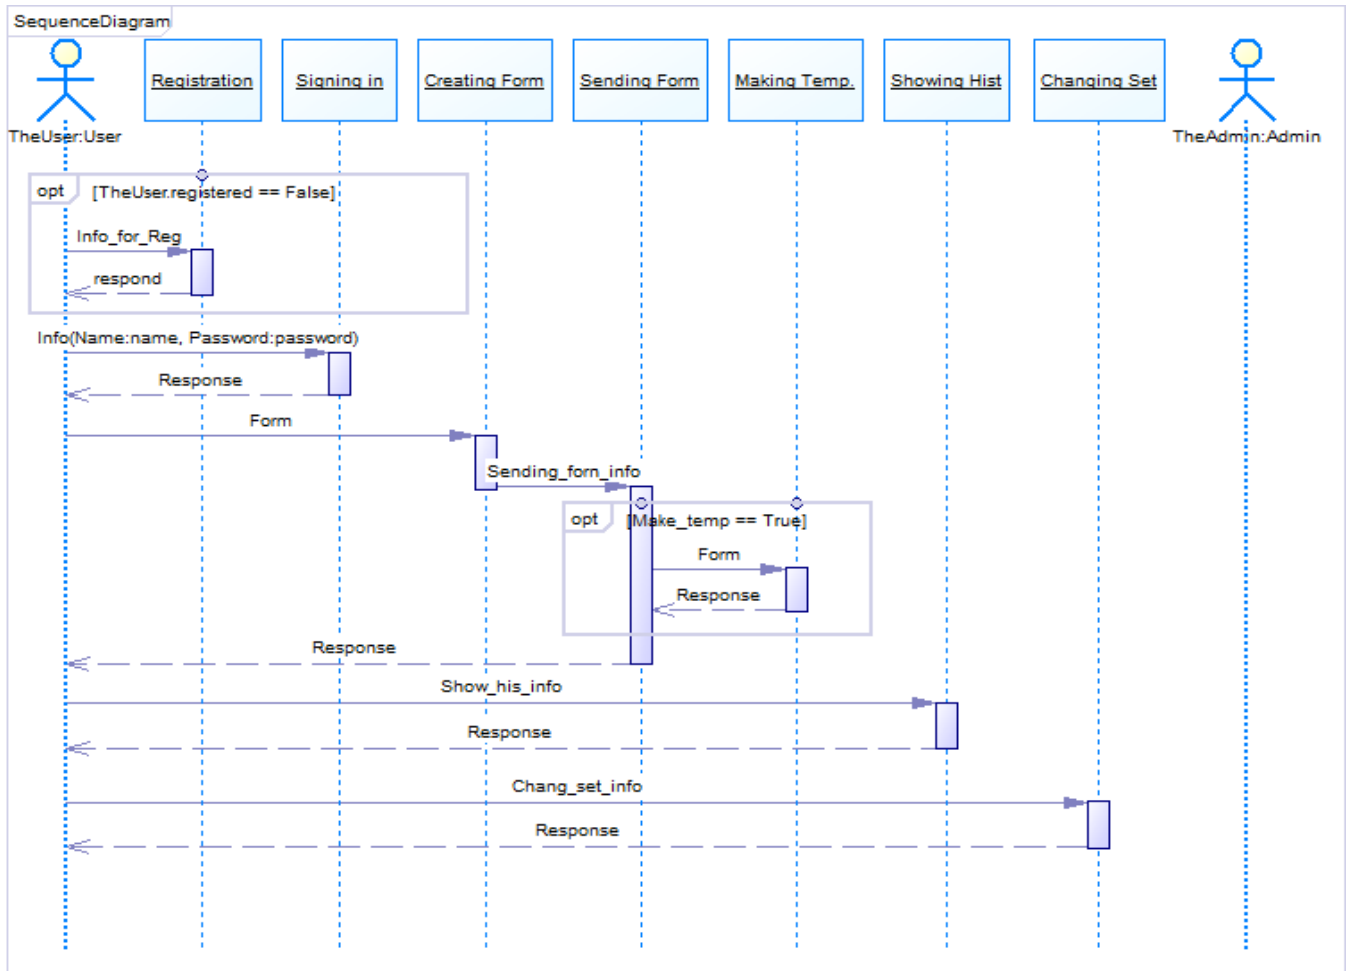 SequenceDiagram
Registration
Signing in
Creating Form
Sending Form
Making Temp.
Showing Hist
Changing Set
TheUser:User
TheAdmin:Admin
opt
[TheUser.registered == False]
Info_for_Reg
respond
Info(Name:name, Password:password)
Response
Form
Sending_forn_info
opt
[Make_temp == True]
Form
Response
Response
Show_his_info
Response
Chang_set_info
Response